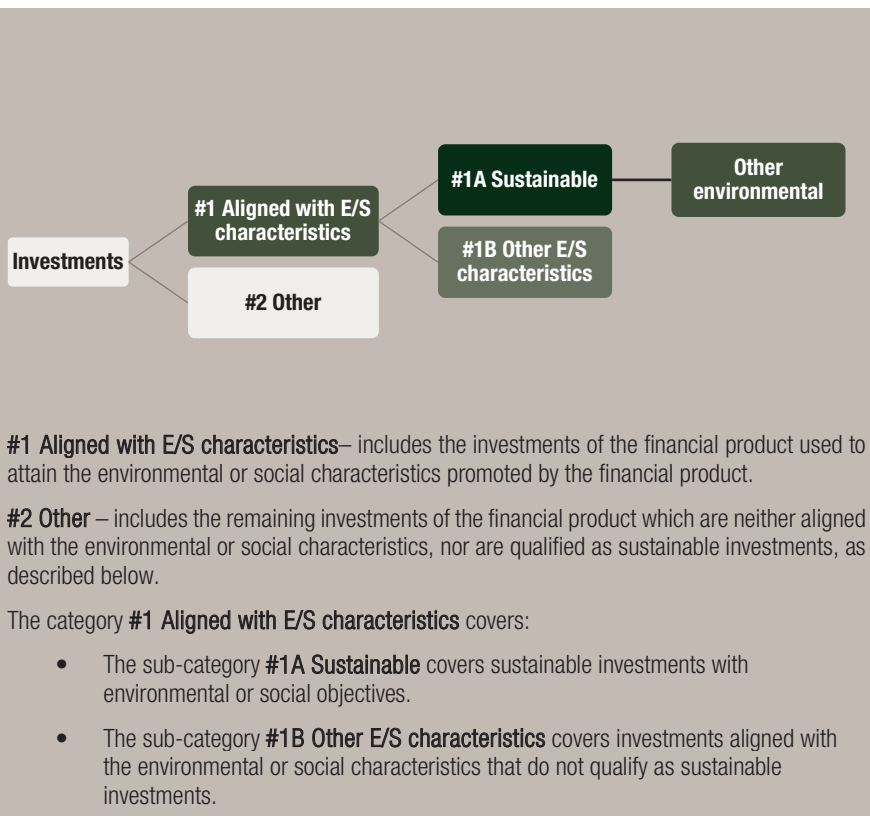 #1A Sustainable
Other
environmental
#1 Aligned with E/S
characteristics
#1B Other E/S
characteristics
Investments
#2 Other
#1 Aligned with E/S characteristics– includes the investments of the financial product used to
attain the environmental or social characteristics promoted by the financial product.
#2 Other – includes the remaining investments of the financial product which are neither aligned
with the environmental or social characteristics, nor are qualified as sustainable investments, as
described below.
The category #1 Aligned with E/S characteristics covers:
• The sub-category #1A Sustainable covers sustainable investments with
environmental or social objectives.
• The sub-category #1B Other E/S characteristics covers investments aligned with
the environmental or social characteristics that do not qualify as sustainable
investments.